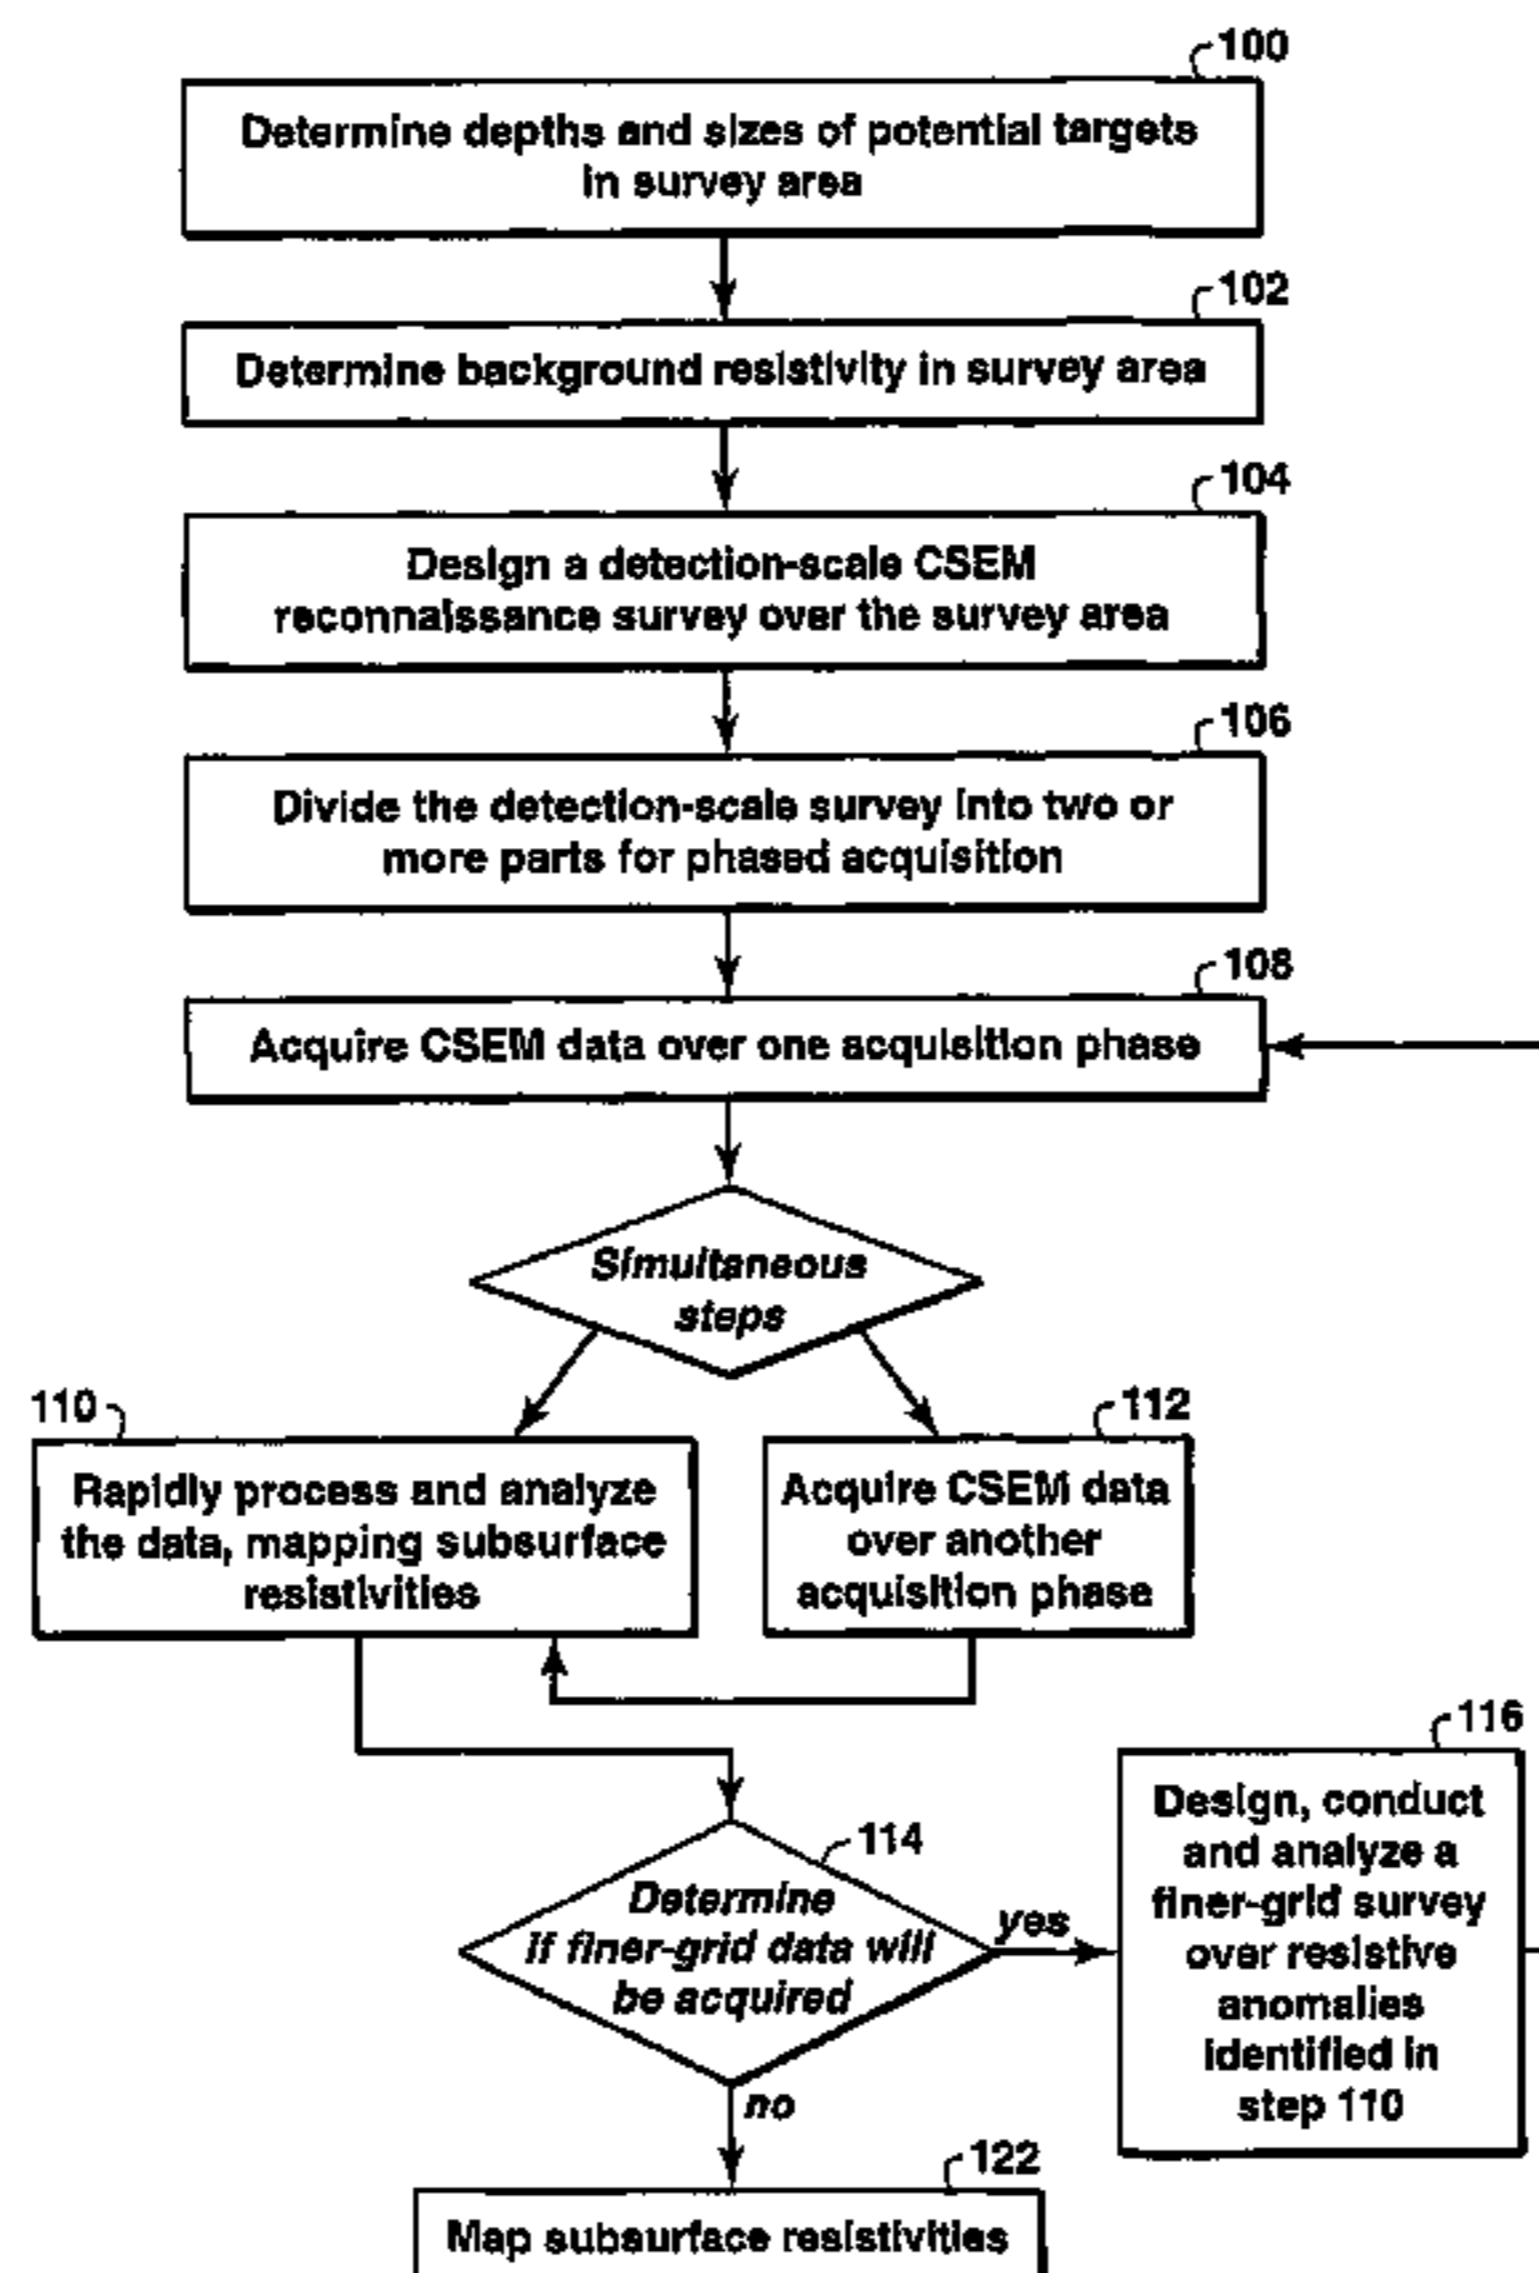 100
Determine depths and sizes of potential targets
in survey area
102
Determine background resistivity in survey area
104
Design a detection-scale CSEM
reconnaissance survey over the survey area
106
Divide the detection-scale survey into two or
more parts for phased acquisition
108
Acquire CSEM data over one acquisition phase
Simultaneous
steps
110
Rapidly process and analyze
the data, mapping subsurface
resistivities
112
Acquire CSEM data
over another
acquisition phase
114
Determine
if finer-grid data will
be acquired
yes
116
Design, conduct
and analyze a
finer-grid survey
over resistive
anomalies
identified in
step 110
no
122
Map subsurface resistivities